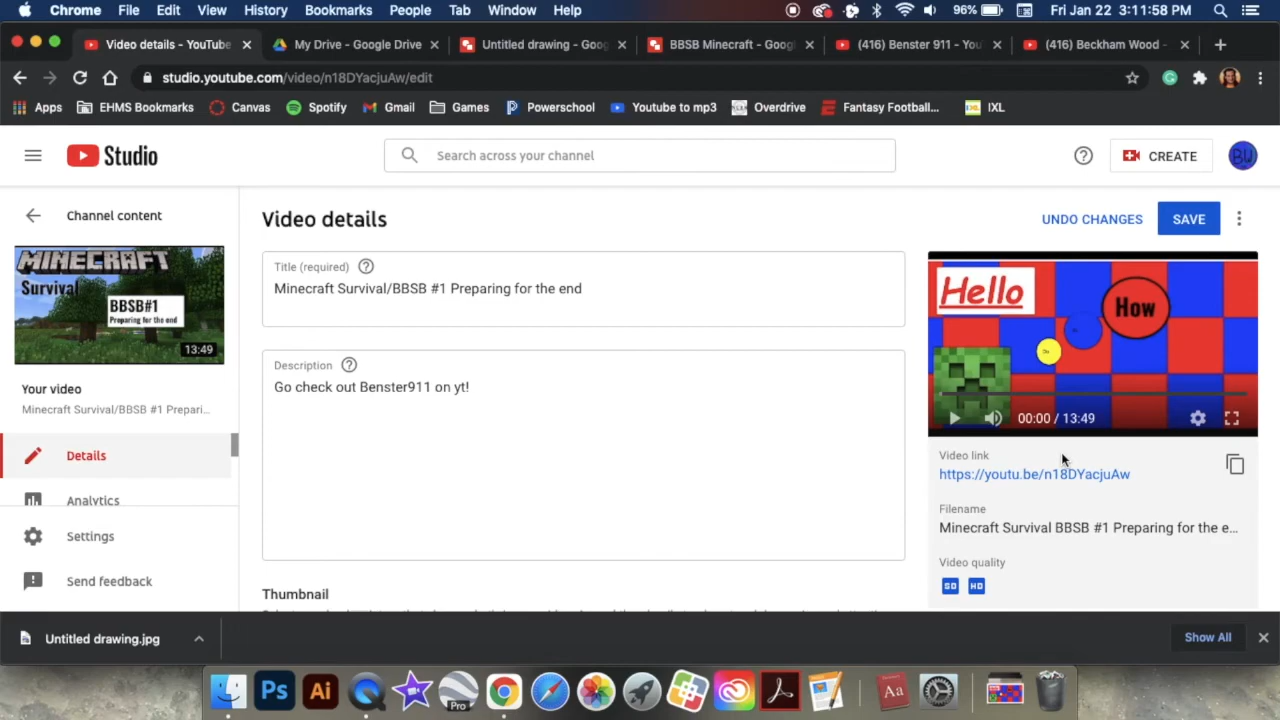 Chrome File Edit View History Bookmarks People Tab Window Help 96% Fri Jan 22 3:11:58 PM
Video details - YouTube My Drive - Google Drive Untitled drawing - Goog BBSB Minecraft - Googl (416) Benster 911 - You (416) Beckham Wood -
studio.youtube.com/video/n18DYacjuAw/edit
Apps EHMS Bookmarks Canvas Spotify Gmail Games Powerschool Youtube to mp3 Overdrive Fantasy Football... IXL
Studio Search across your channel CREATE BW
Channel content
Video details UNDO CHANGES SAVE
MINECRAFT
Survival
BBSB#1
Preparing for the end
13:49
Your video
Minecraft Survival/BBSB #1 Prepari...
Details
Analytics
Settings
Send feedback
Title (required)
Minecraft Survival/BBSB #1 Preparing for the end
Description
Go check out Benster911 on yt!
Thumbnail
Hello
How
00:00 / 13:49
Video link
https://youtu.be/n18DYacjuAw
Filename
Minecraft Survival BBSB #1 Preparing for the e...
Video quality
SD HD
Untitled drawing.jpg Show All
Ps Ai Pro Aa